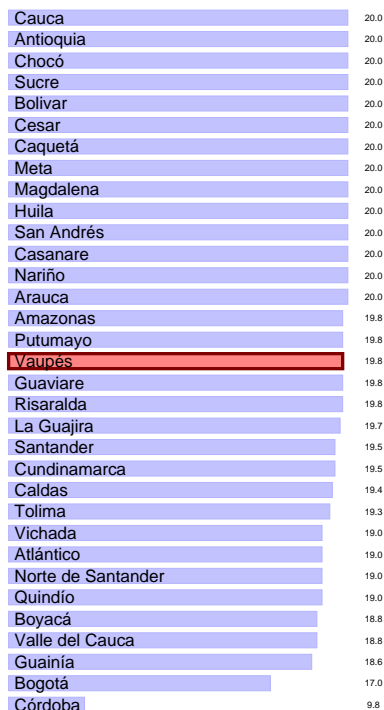 Cauca 20.0
Antioquia 20.0
Chocó 20.0
Sucre 20.0
Bolivar 20.0
Cesar 20.0
Caquetá 20.0
Meta 20.0
Magdalena 20.0
Huila 20.0
San Andrés 20.0
Casanare 20.0
Nariño 20.0
Arauca 20.0
Amazonas 19.8
Putumayo 19.8
Vaupés 19.8
Guaviare 19.8
Risaralda 19.8
La Guajira 19.7
Santander 19.5
Cundinamarca 19.5
Caldas 19.4
Tolima 19.3
Vichada 19.0
Atlántico 19.0
Norte de Santander 19.0
Quindío 19.0
Boyacá 18.8
Valle del Cauca 18.8
Guainía 18.6
Bogotá 17.0
Córdoba 9.8